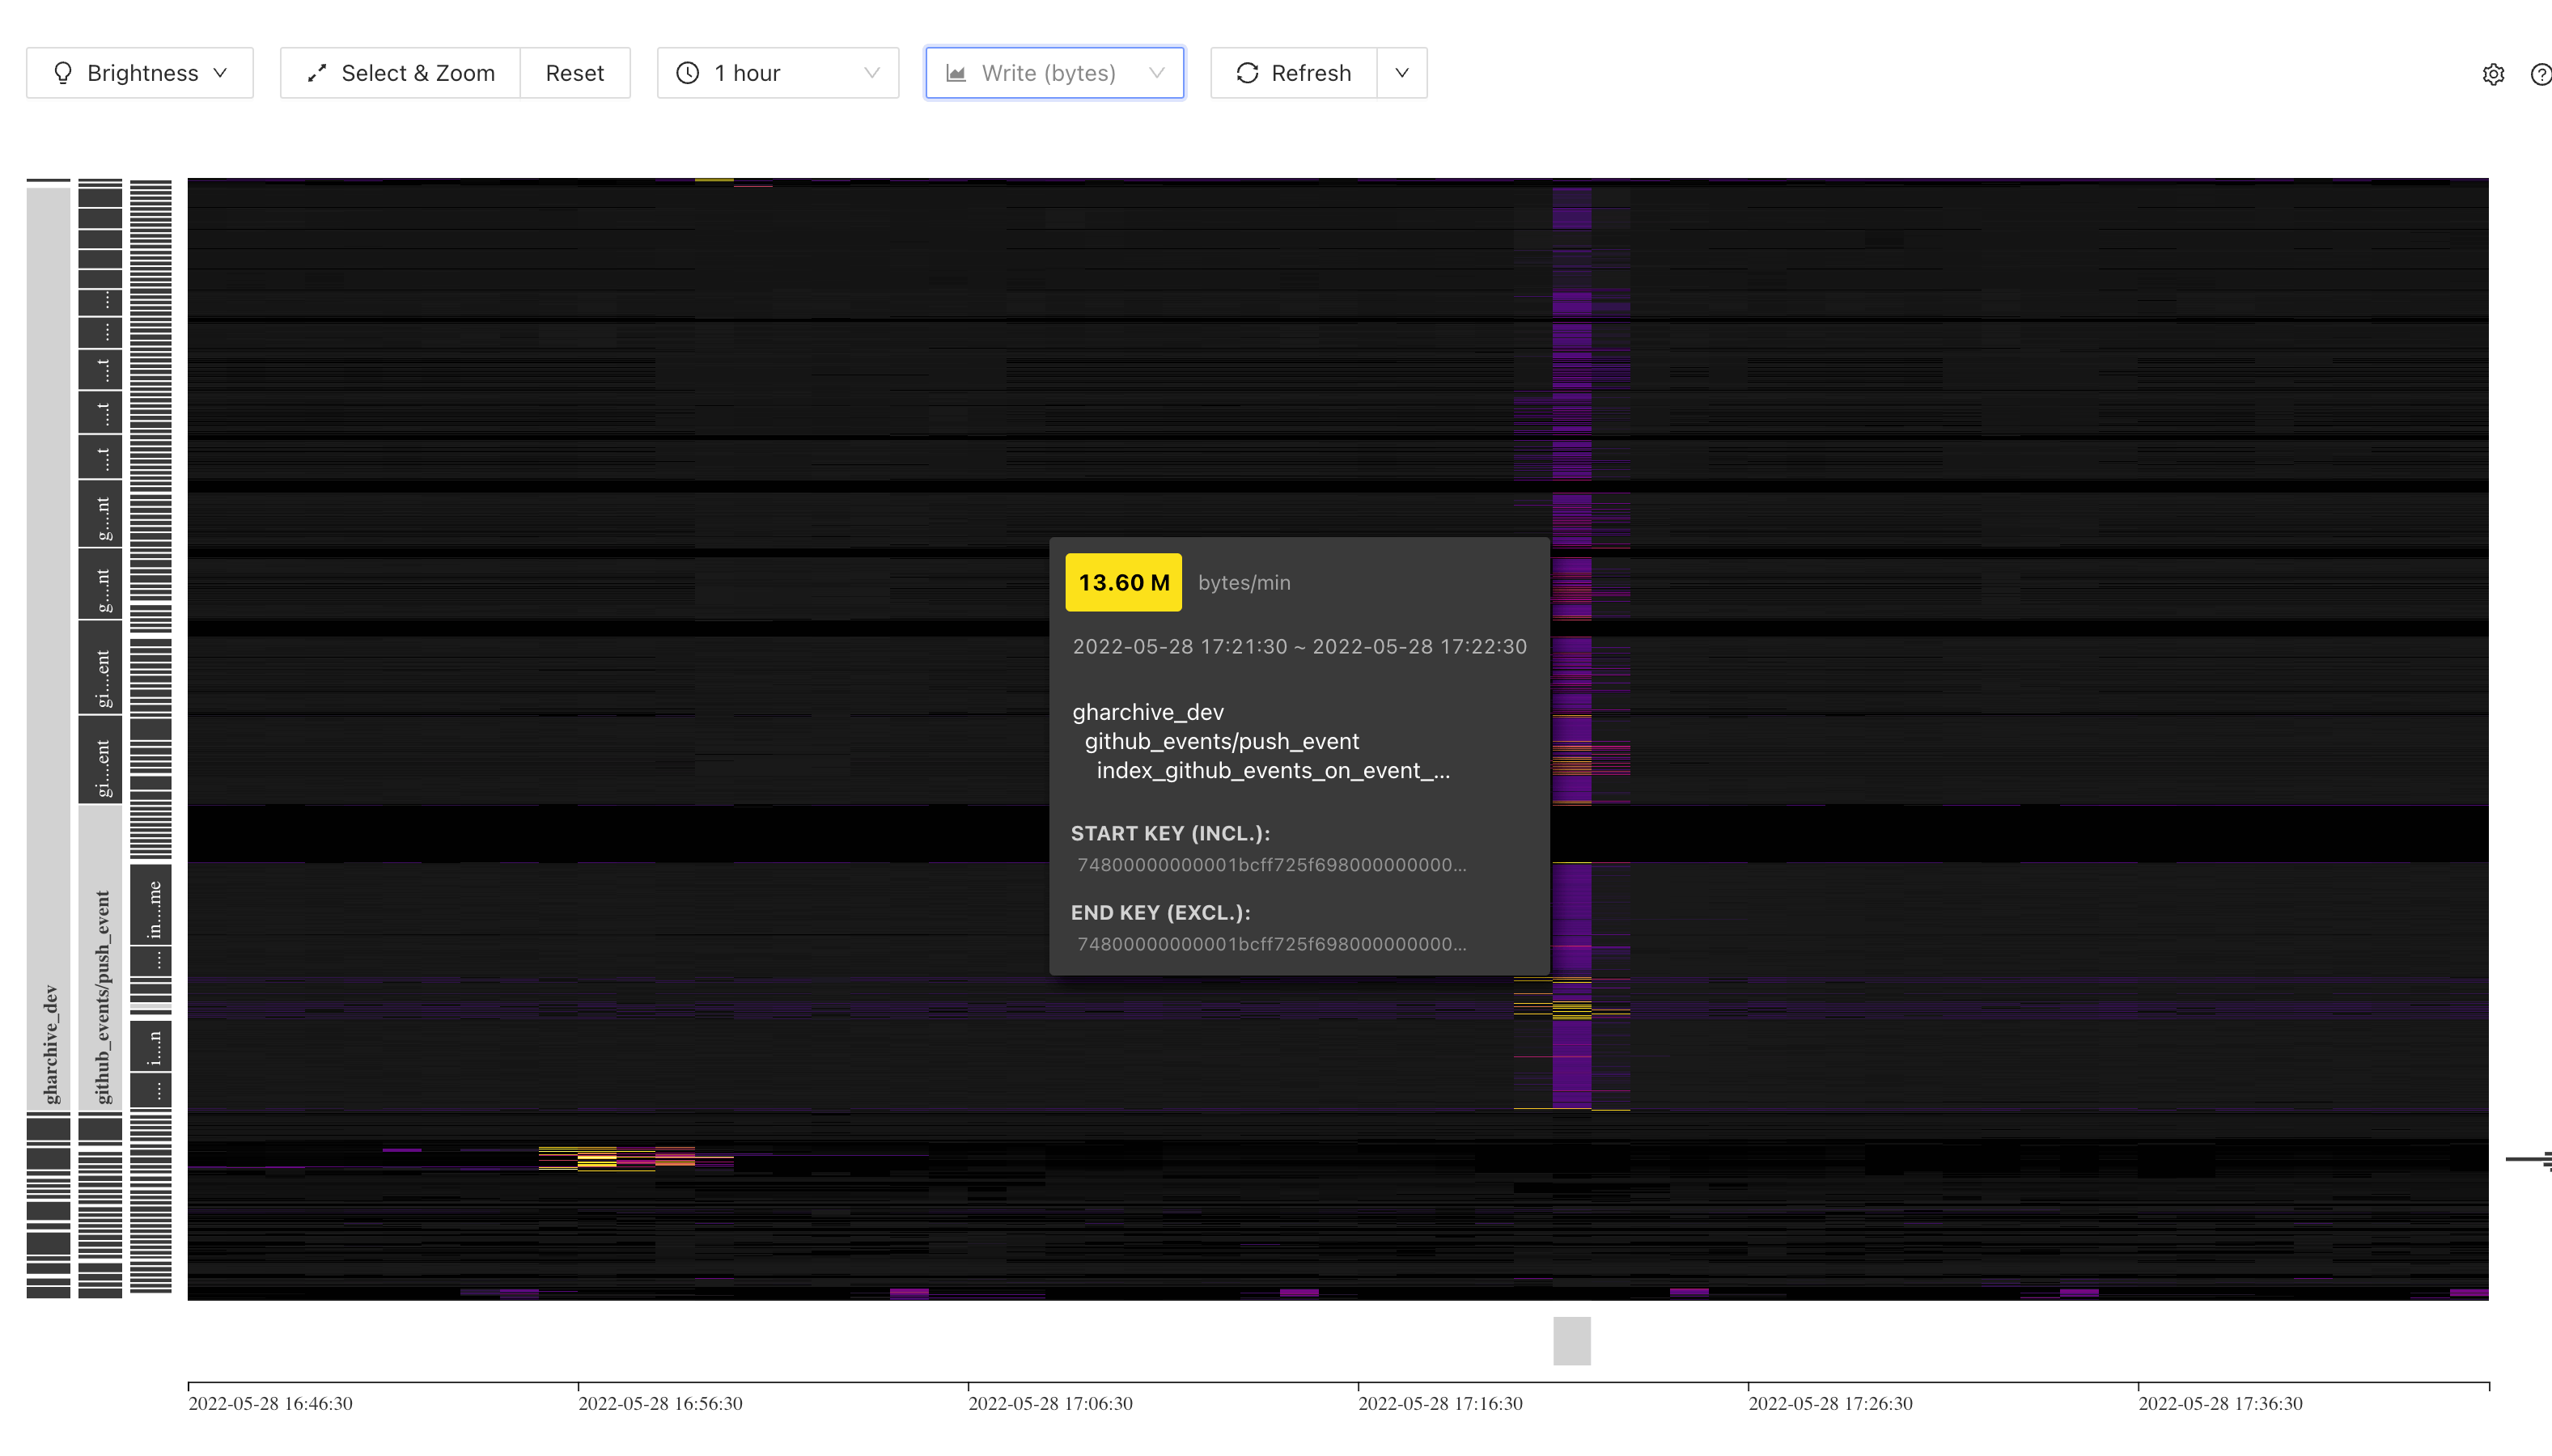 Brightness
Select & Zoom
Reset
1 hour
Write (bytes)
Refresh
....
....
....t
....t
....t
g....nt
g....nt
gi....ent
gi....ent
gharchive_dev
github_events/push_event
in....me
....
i....n
....
13.60 M bytes/min
2022-05-28 17:21:30 ~ 2022-05-28 17:22:30
gharchive_dev
github_events/push_event
index_github_events_on_event_...
START KEY (INCL.):
74800000000001bcff725f698000000000...
END KEY (EXCL.):
74800000000001bcff725f698000000000...
2022-05-28 16:46:30
2022-05-28 16:56:30
2022-05-28 17:06:30
2022-05-28 17:16:30
2022-05-28 17:26:30
2022-05-28 17:36:30